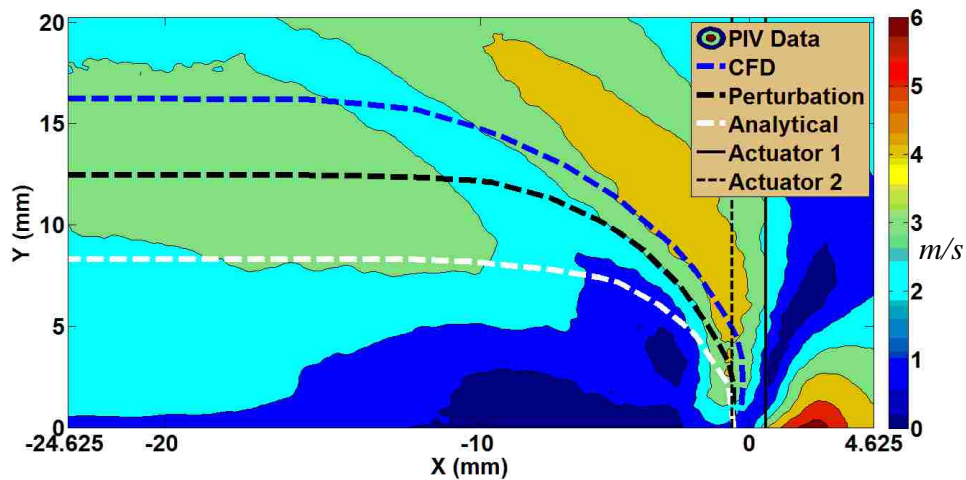 20
15
10
5
0
Y (mm)
-24.625 -20 -10 0 4.625
X (mm)
PIV Data
CFD
Perturbation
Analytical
Actuator 1
Actuator 2
6
5
4
3
2
1
0
m/s